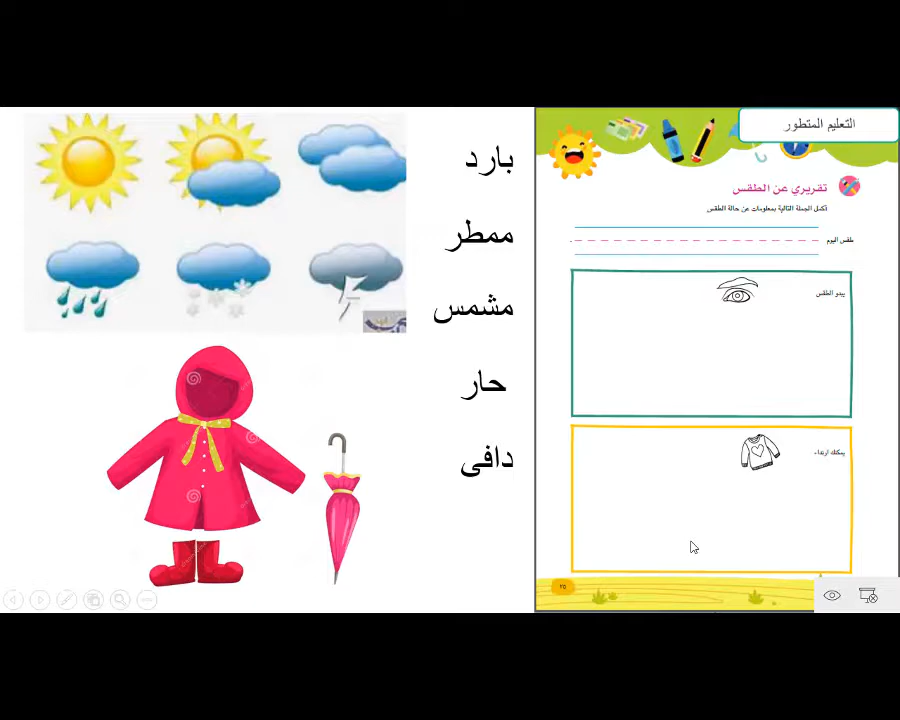 بارد
ممطر
مشمس
حار
دافى
التعليم المتطور
تقريري عن الطقس
أكمل الجملة التالية بمعلومات عن حالة الطقس
طقس اليوم
يبدو الطقس
يمكنك ارتداء
٢٥